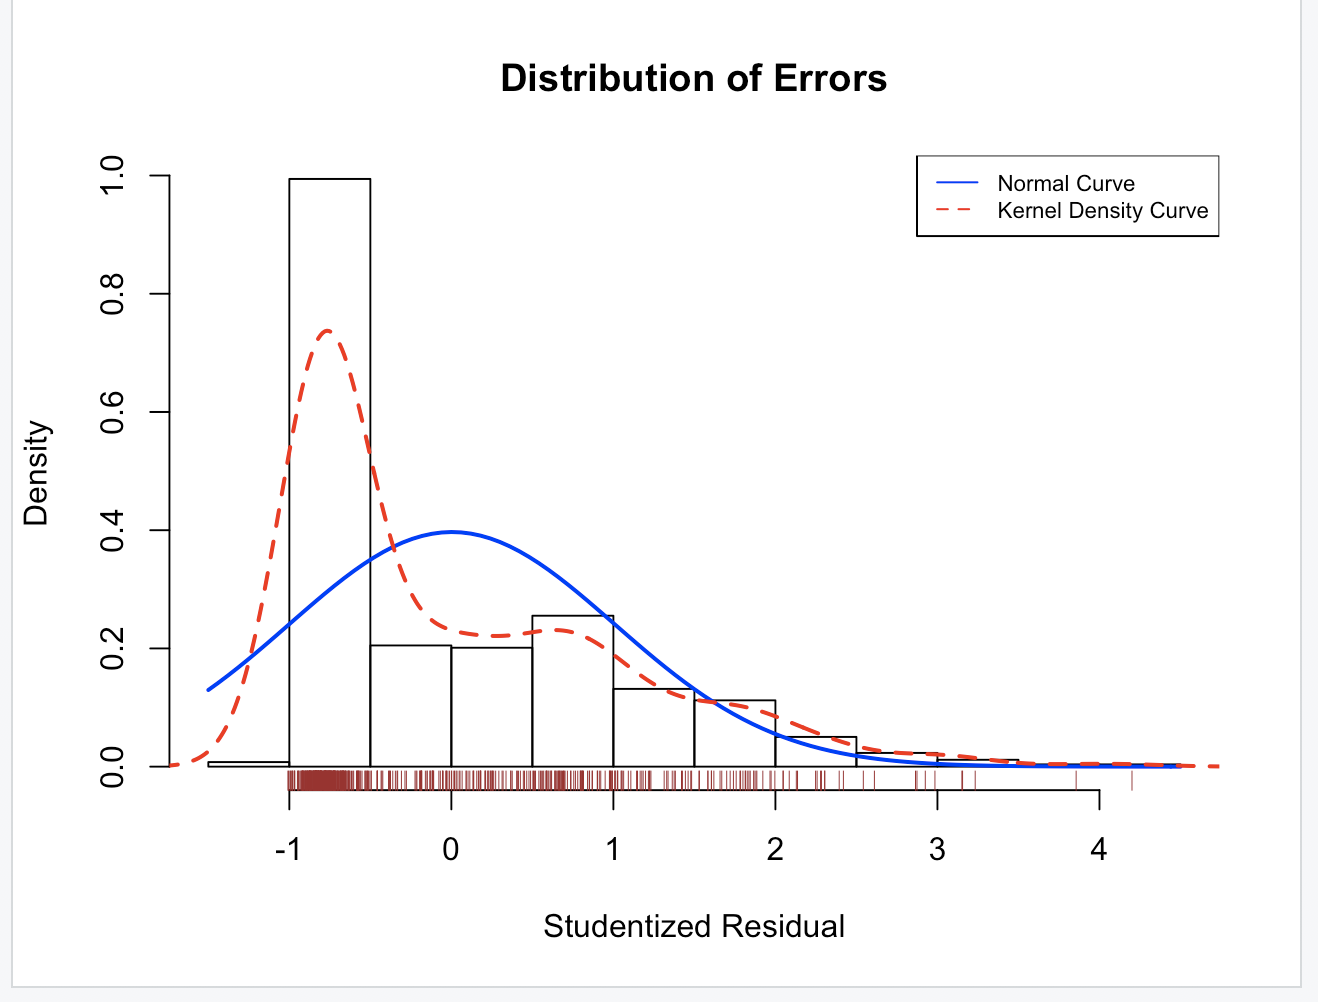 Distribution of Errors
Normal Curve
Kernel Density Curve
1.0
0.8
0.6
0.4
0.2
0.0
Density
-1 0 1 2 3 4
Studentized Residual